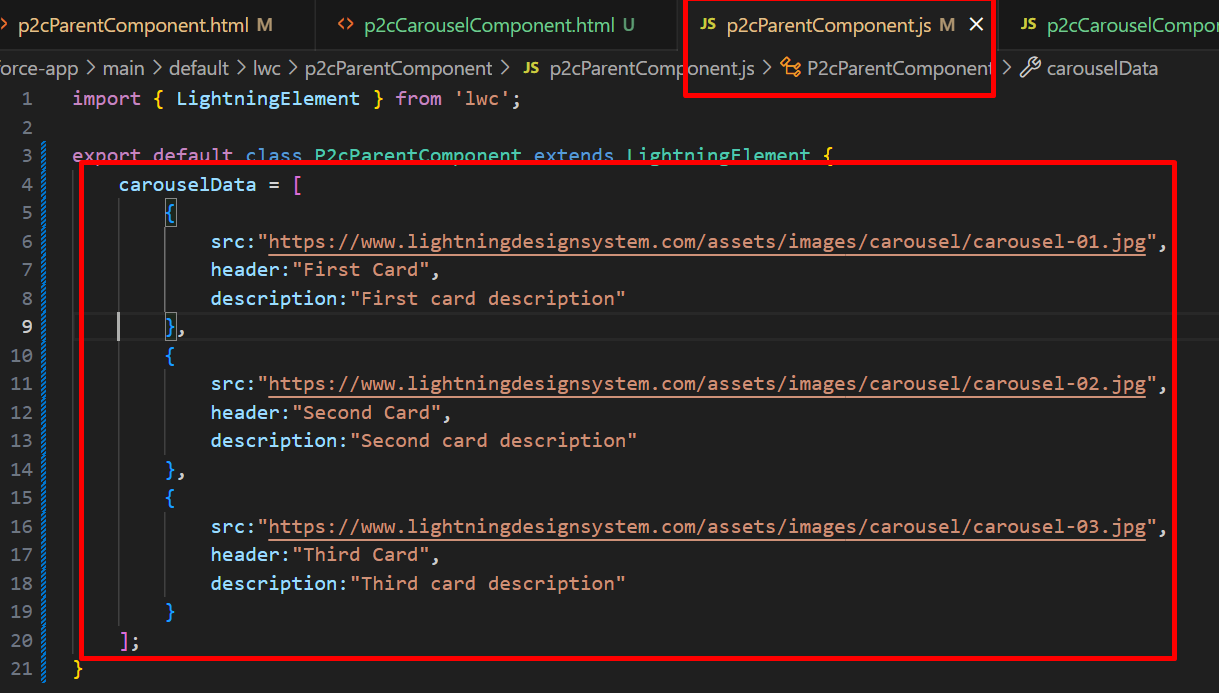 p2cParentComponent.html M p2cCarouselComponent.html U JS p2cParentComponent.js M JS p2cCarouselCompo
force-app > main > default > lwc > p2cParentComponent > JS p2cParentComponent.js > P2cParentComponent > carouselData
1 import { LightningElement } from 'lwc';
2
3 export default class P2cParentComponent extends LightningElement {
4 carouselData = [
5 {
6 src:"https://www.lightningdesignsystem.com/assets/images/carousel/carousel-01.jpg",
7 header:"First Card",
8 description:"First card description"
9 },
10 {
11 src:"https://www.lightningdesignsystem.com/assets/images/carousel/carousel-02.jpg",
12 header:"Second Card",
13 description:"Second card description"
14 },
15 {
16 src:"https://www.lightningdesignsystem.com/assets/images/carousel/carousel-03.jpg",
17 header:"Third Card",
18 description:"Third card description"
19 }
20 ];
21 }